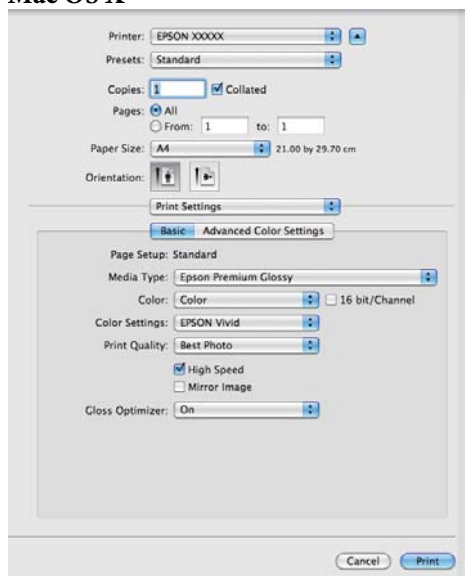 Mac OS X
Printer: EPSON XXXXX
Presets: Standard
Copies: 1 Collated
Pages: All
From: 1 to: 1
Paper Size: A4 21.00 by 29.70 cm
Orientation:
Print Settings
Basic Advanced Color Settings
Page Setup: Standard
Media Type: Epson Premium Glossy
Color: Color 16 bit/Channel
Color Settings: EPSON Vivid
Print Quality: Best Photo
High Speed
Mirror Image
Gloss Optimizer: On
Cancel Print